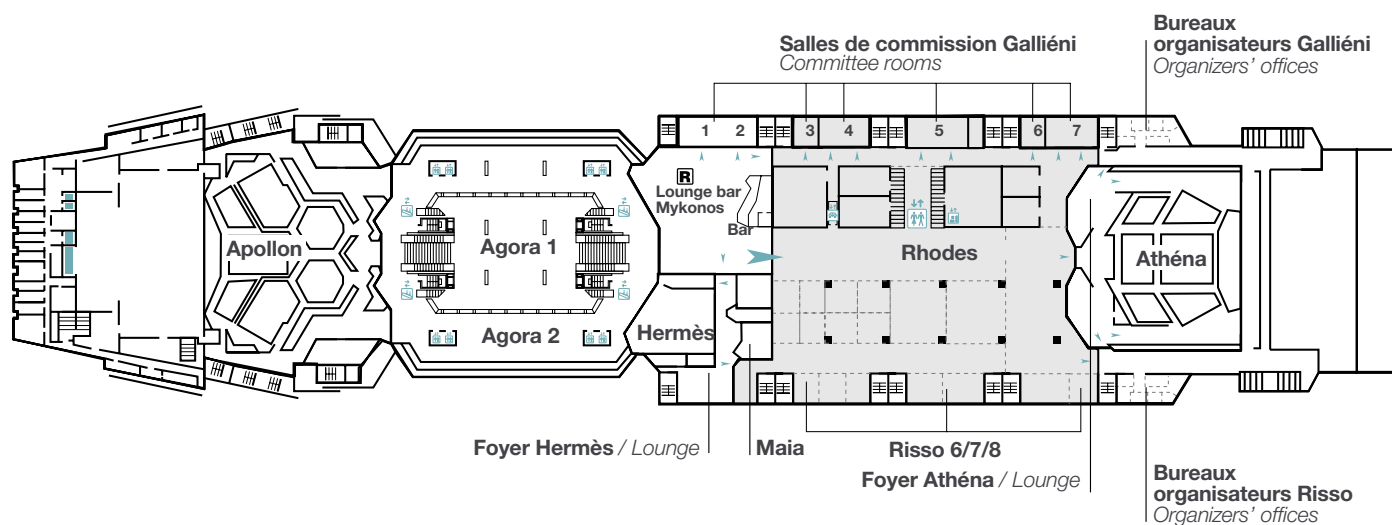 Salles de commission Galliéni
Committee rooms
Bureaux
organisateurs Galliéni
Organizers’ offices
1 2 3 4 5 6 7
R
Lounge bar
Mykonos
Bar
Apollon
Agora 1
Rhodes
Athéna
Agora 2
Hermès
Foyer Hermès / Lounge
Maia
Risso 6/7/8
Foyer Athéna / Lounge
Bureaux
organisateurs Risso
Organizers’ offices